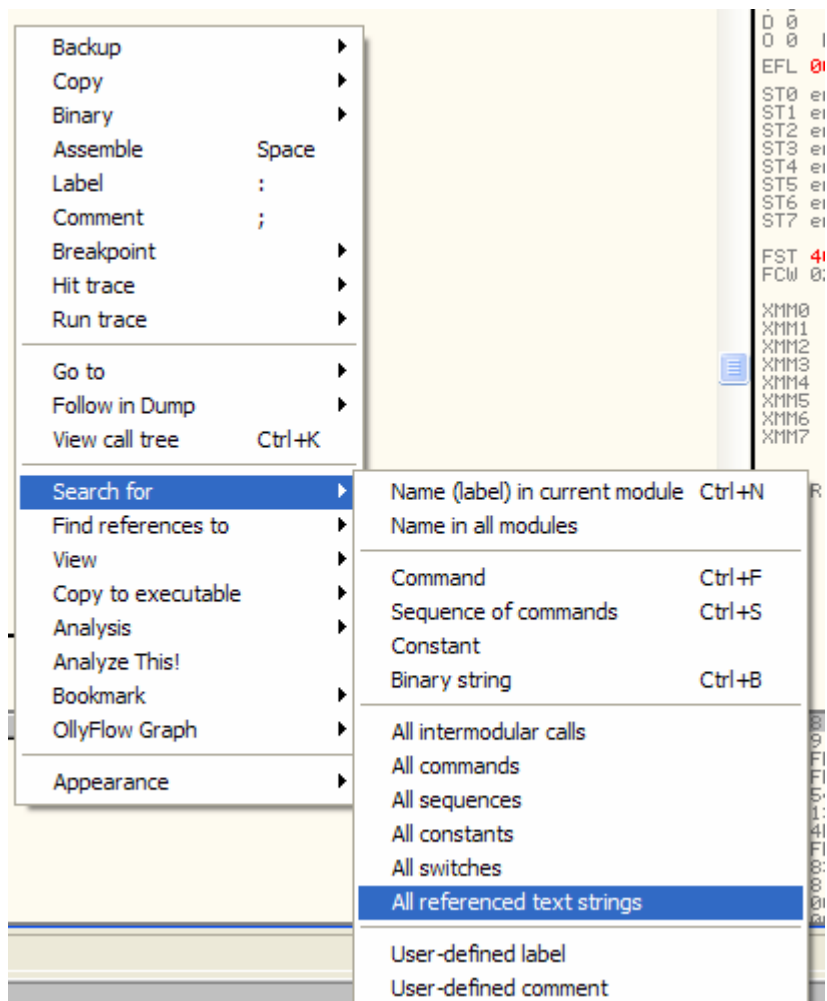 Backup
Copy
Binary
Assemble Space
Label :
Comment ;
Breakpoint
Hit trace
Run trace
Go to
Follow in Dump
View call tree Ctrl+K
Search for
Find references to
View
Copy to executable
Analysis
Analyze This!
Bookmark
OllyFlow Graph
Appearance
Name (label) in current module Ctrl+N
Name in all modules
Command Ctrl+F
Sequence of commands Ctrl+S
Constant
Binary string Ctrl+B
All intermodular calls
All commands
All sequences
All constants
All switches
All referenced text strings
User-defined label
User-defined comment
D 0
O 0
EFL
ST0
ST1
ST2
ST3
ST4
ST5
ST6
ST7
FST
FCW
XMM0
XMM1
XMM2
XMM3
XMM4
XMM5
XMM6
XMM7